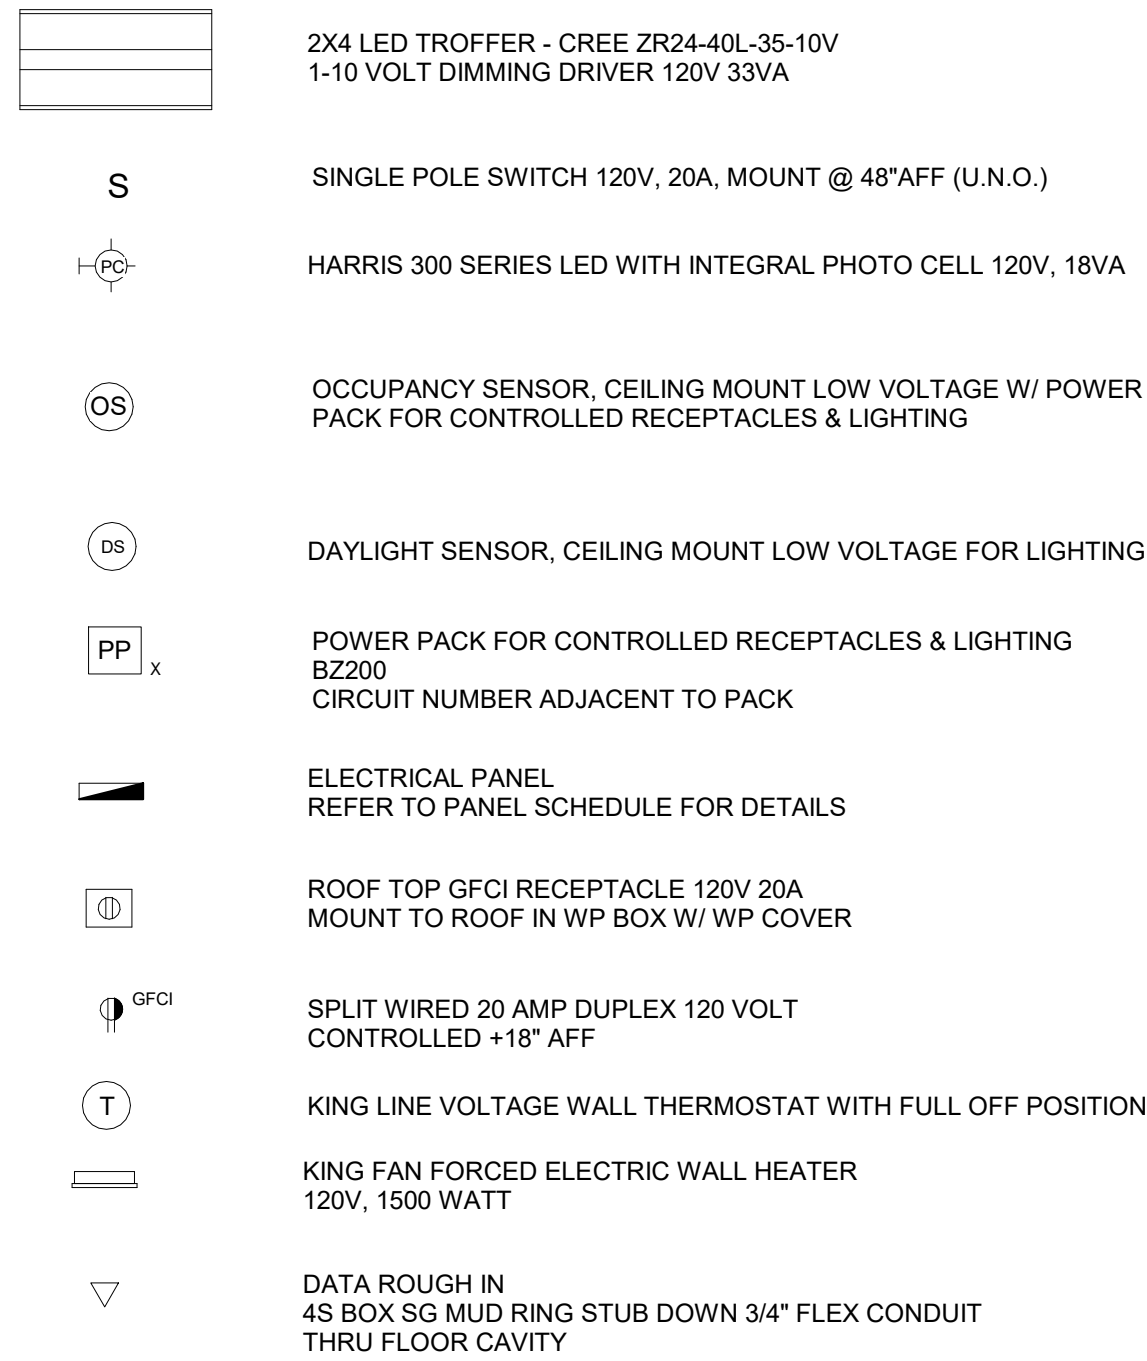 2X4 LED TROFFER - CREE ZR24-40L-35-10V
1-10 VOLT DIMMING DRIVER 120V 33VA
S
SINGLE POLE SWITCH 120V, 20A, MOUNT @ 48"AFF (U.N.O.)
PC
HARRIS 300 SERIES LED WITH INTEGRAL PHOTO CELL 120V, 18VA
OS
OCCUPANCY SENSOR, CEILING MOUNT LOW VOLTAGE W/ POWER
PACK FOR CONTROLLED RECEPTACLES & LIGHTING
DS
DAYLIGHT SENSOR, CEILING MOUNT LOW VOLTAGE FOR LIGHTING
PP X
POWER PACK FOR CONTROLLED RECEPTACLES & LIGHTING
BZ200
CIRCUIT NUMBER ADJACENT TO PACK
ELECTRICAL PANEL
REFER TO PANEL SCHEDULE FOR DETAILS
ROOF TOP GFCI RECEPTACLE 120V 20A
MOUNT TO ROOF IN WP BOX W/ WP COVER
GFCI
SPLIT WIRED 20 AMP DUPLEX 120 VOLT
CONTROLLED +18" AFF
T
KING LINE VOLTAGE WALL THERMOSTAT WITH FULL OFF POSITION
KING FAN FORCED ELECTRIC WALL HEATER
120V, 1500 WATT
DATA ROUGH IN
4S BOX SG MUD RING STUB DOWN 3/4" FLEX CONDUIT
THRU FLOOR CAVITY